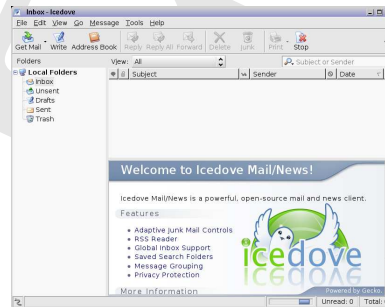 Inbox - Icedove
File Edit View Go Message Tools Help
Get Mail Write Address Book Reply Reply All Forward Delete Junk Print Stop
Folders
View: All
Subject or Sender
Local Folders
Subject Sender Date
Inbox
Unsent
Drafts
Sent
Trash
Welcome to Icedove Mail/News!
Icedove Mail/News is a powerful, open-source mail and news client.
Features
Adaptive Junk Mail Controls
RSS Reader
Global Inbox Support
Saved Search Folders
Message Grouping
Privacy Protection
icedove
More Information
Powered by Gecko.
Unread: 0 Total: